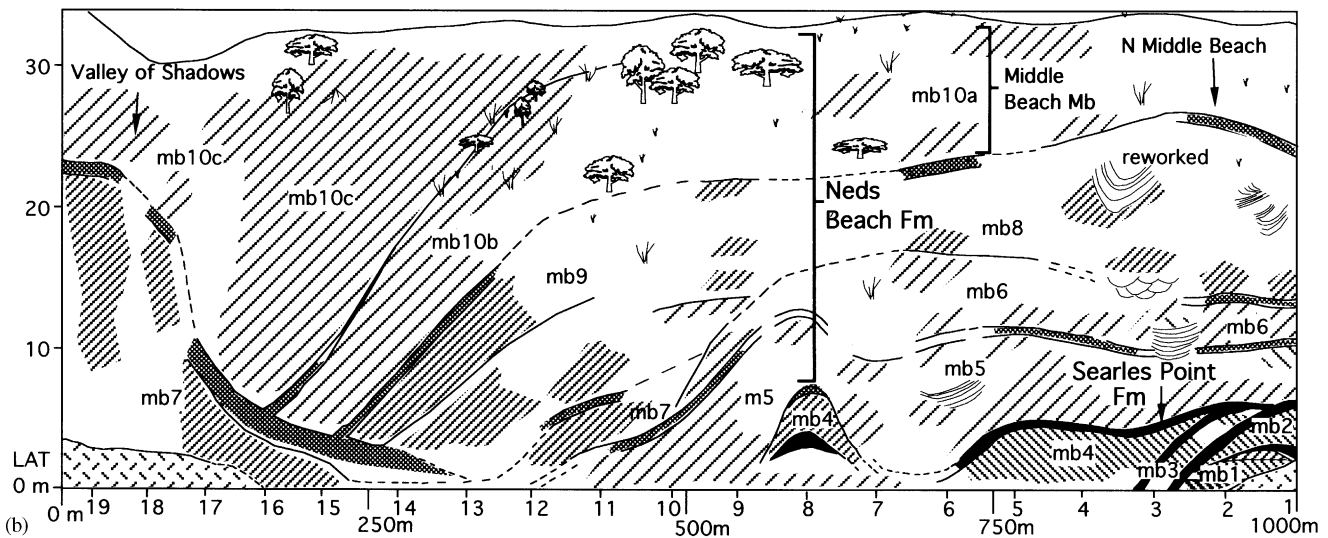 30
Valley of Shadows
N Middle Beach
Middle
Beach Mb
mb10a
mb10c
reworked
mb10c
20
Neds
Beach Fm
mb10b
mb8
mb9
mb6
mb6
10
mb5
Searles Point
Fm
mb7
m5
mb7
mb4
mb2
mb4
mb3
mb1
LAT
0 m
19 18 17 16 15 14 13 12 11 10 9 8 7 6 5 4 3 2 1
0 m 250m 500m 750m 1000m
(b)